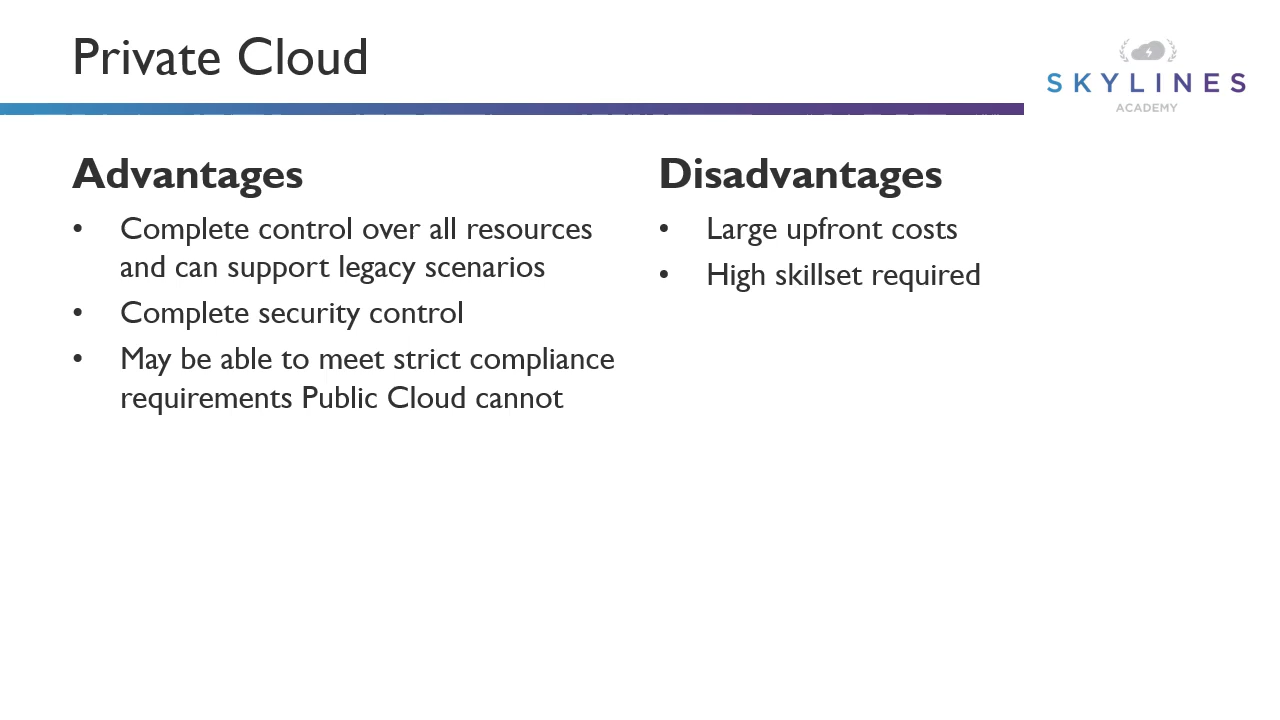 Private Cloud
SKYLINES
ACADEMY
Advantages
• Complete control over all resources
and can support legacy scenarios
• Complete security control
• May be able to meet strict compliance
requirements Public Cloud cannot
Disadvantages
• Large upfront costs
• High skillset required